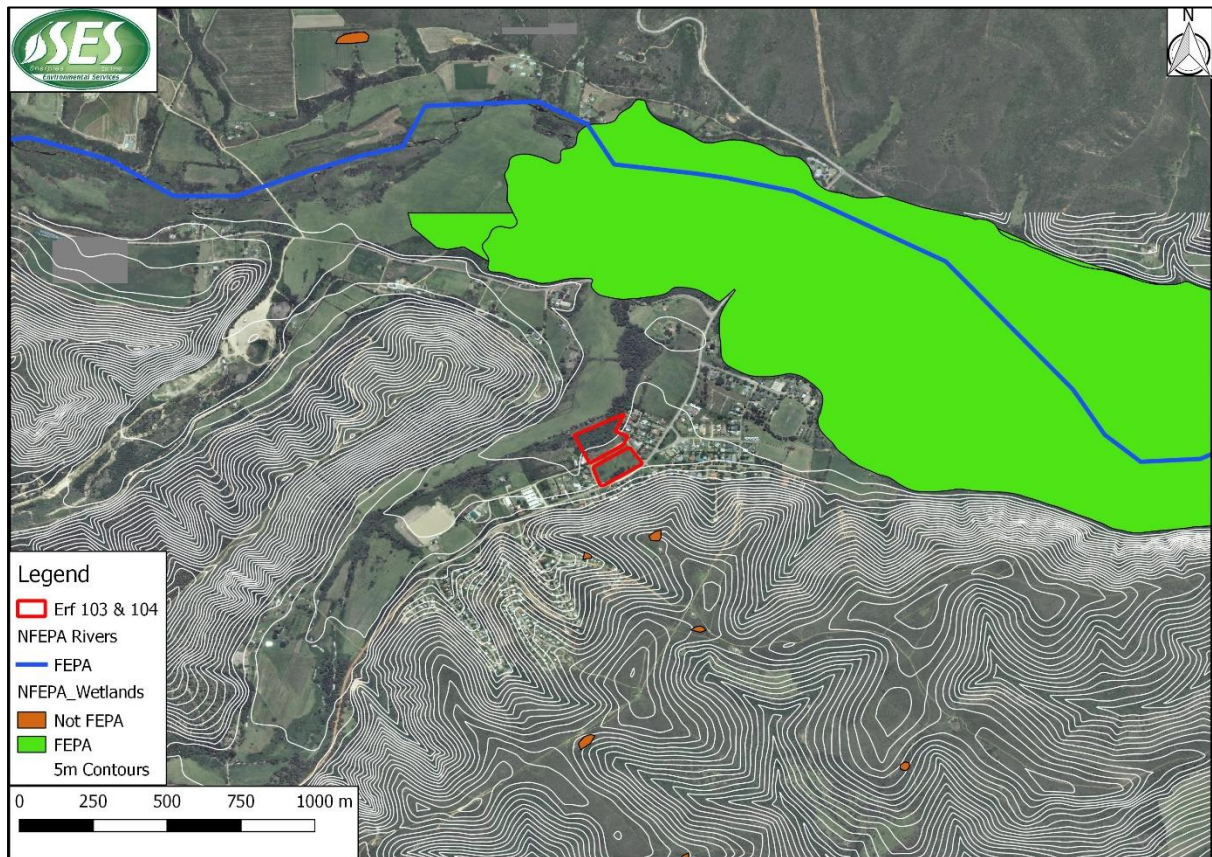 SES
Environmental Services
N
Legend
Erf 103 & 104
NFEPA Rivers
FEPA
NFEPA_Wetlands
Not FEPA
FEPA
5m Contours
0 250 500 750 1000 m